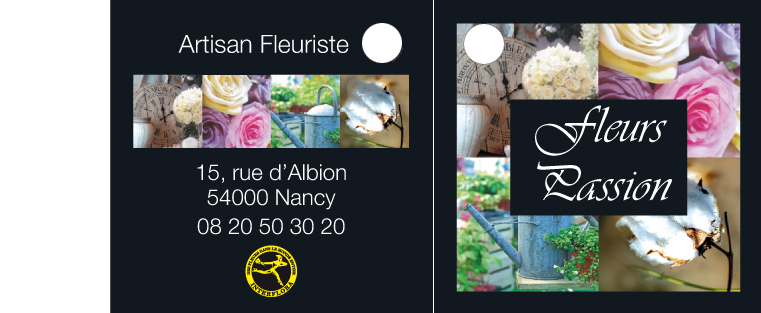 Artisan Fleuriste
15, rue d'Albion
54000 Nancy
08 20 50 30 20
INTERFLORA
Fleurs
Passion